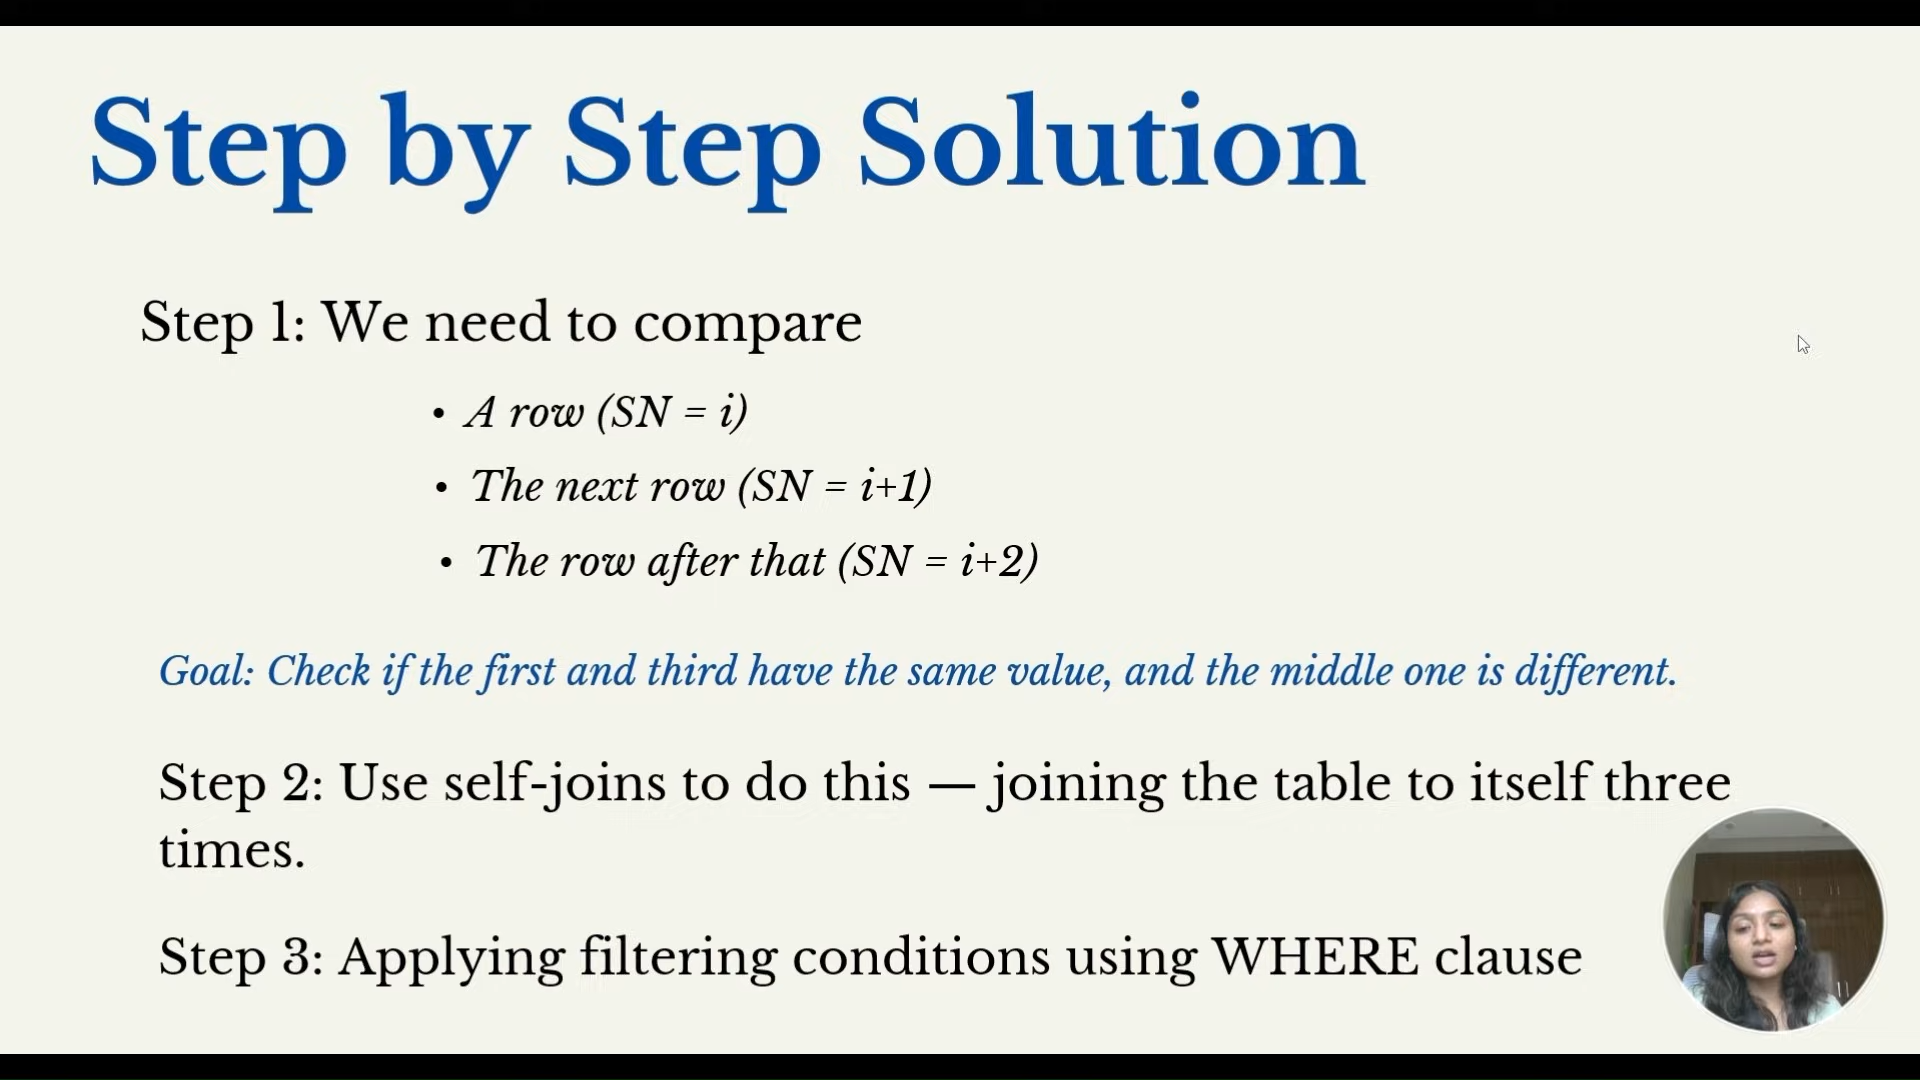 Step by Step Solution
Step 1: We need to compare
• A row (SN = i)
• The next row (SN = i+1)
• The row after that (SN = i+2)
Goal: Check if the first and third have the same value, and the middle one is different.
Step 2: Use self-joins to do this — joining the table to itself three
times.
Step 3: Applying filtering conditions using WHERE clause